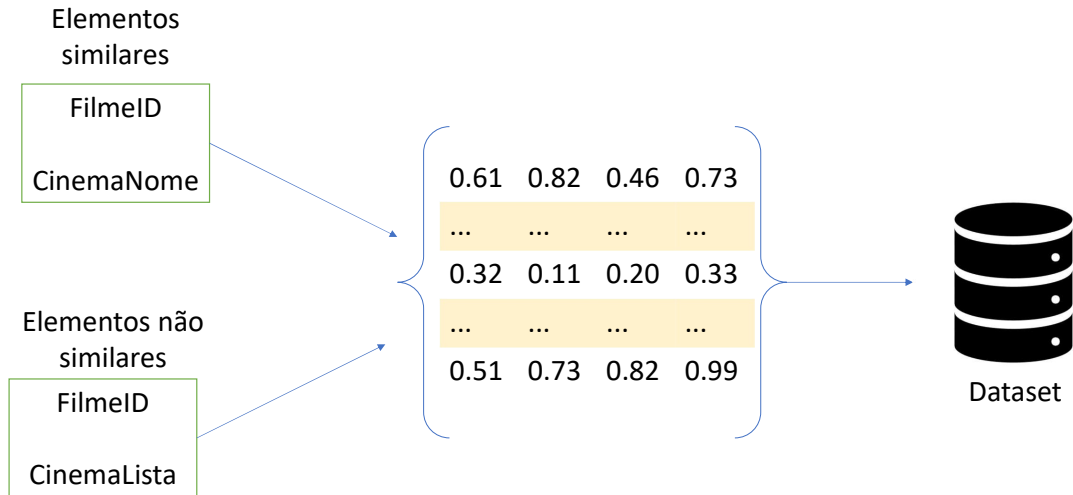 Elementos
similares
FilmeID
CinemaNome
Elementos não
similares
FilmeID
CinemaLista
0.61 0.82 0.46 0.73
... ... ... ...
0.32 0.11 0.20 0.33
... ... ... ...
0.51 0.73 0.82 0.99
Dataset